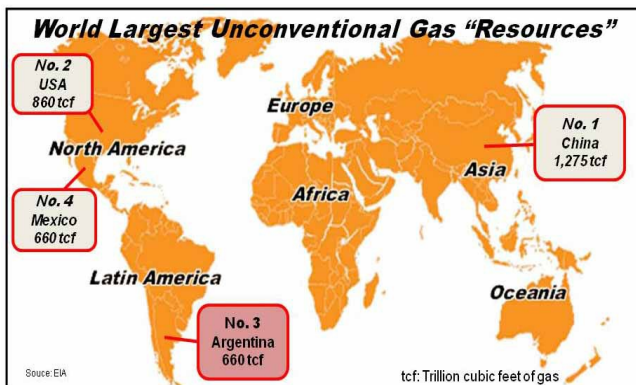 World Largest Unconventional Gas “Resources”
No. 2
USA
860 tcf
Europe
No. 1
China
1,275 tcf
North America
Asia
No. 4
Mexico
660 tcf
Africa
Latin America
Oceania
No. 3
Argentina
660 tcf
Souce: EIA
tcf: Trillion cubic feet of gas